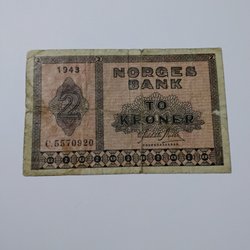 1943
NORGES
BANK
2
TO
KRONER
C.5570920